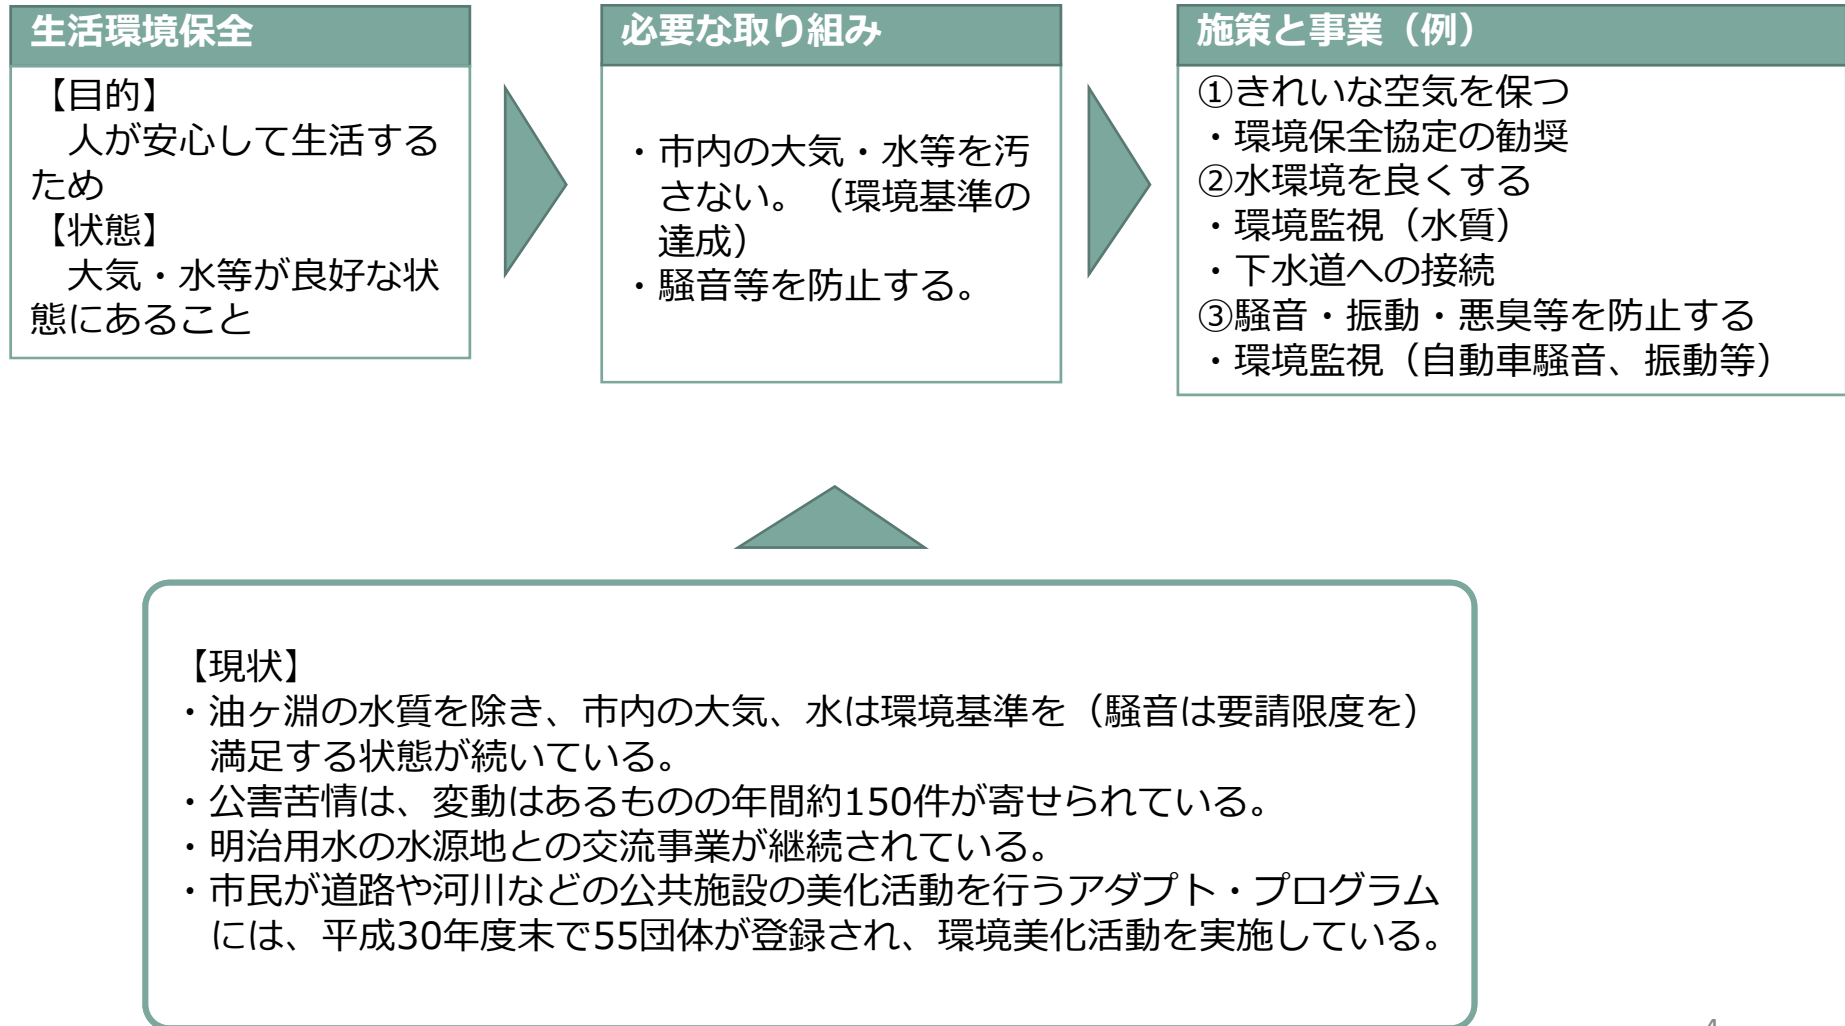 生活環境保全
【目的】
　人が安心して生活する
ため
【状態】
　大気・水等が良好な状
態にあること
必要な取り組み
・市内の大気・水等を汚
さない。（環境基準の
達成）
・騒音等を防止する。
施策と事業（例）
①きれいな空気を保つ
・環境保全協定の勧奨
②水環境を良くする
・環境監視（水質）
・下水道への接続
③騒音・振動・悪臭等を防止する
・環境監視（自動車騒音、振動等）
【現状】
・油ヶ淵の水質を除き、市内の大気、水は環境基準を（騒音は要請限度を）
満足する状態が続いている。
・公害苦情は、変動はあるものの年間約150件が寄せられている。
・明治用水の水源地との交流事業が継続されている。
・市民が道路や河川などの公共施設の美化活動を行うアダプト・プログラム
には、平成30年度末で55団体が登録され、環境美化活動を実施している。
4